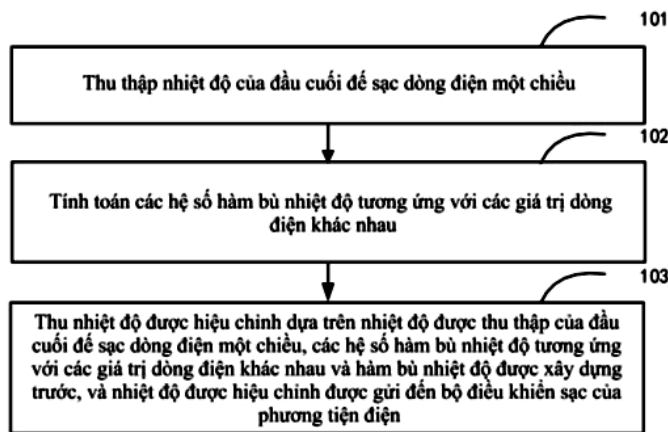 101
Thu thập nhiệt độ của đầu cuối đế sạc dòng điện một chiều
102
Tính toán các hệ số hàm bù nhiệt độ tương ứng với các giá trị dòng
điện khác nhau
103
Thu nhiệt độ được hiệu chỉnh dựa trên nhiệt độ được thu thập của đầu
cuối đế sạc dòng điện một chiều, các hệ số hàm bù nhiệt độ tương ứng
với các giá trị dòng điện khác nhau và hàm bù nhiệt độ được xây dựng
trước, và nhiệt độ được hiệu chỉnh được gửi đến bộ điều khiển sạc của
phương tiện điện